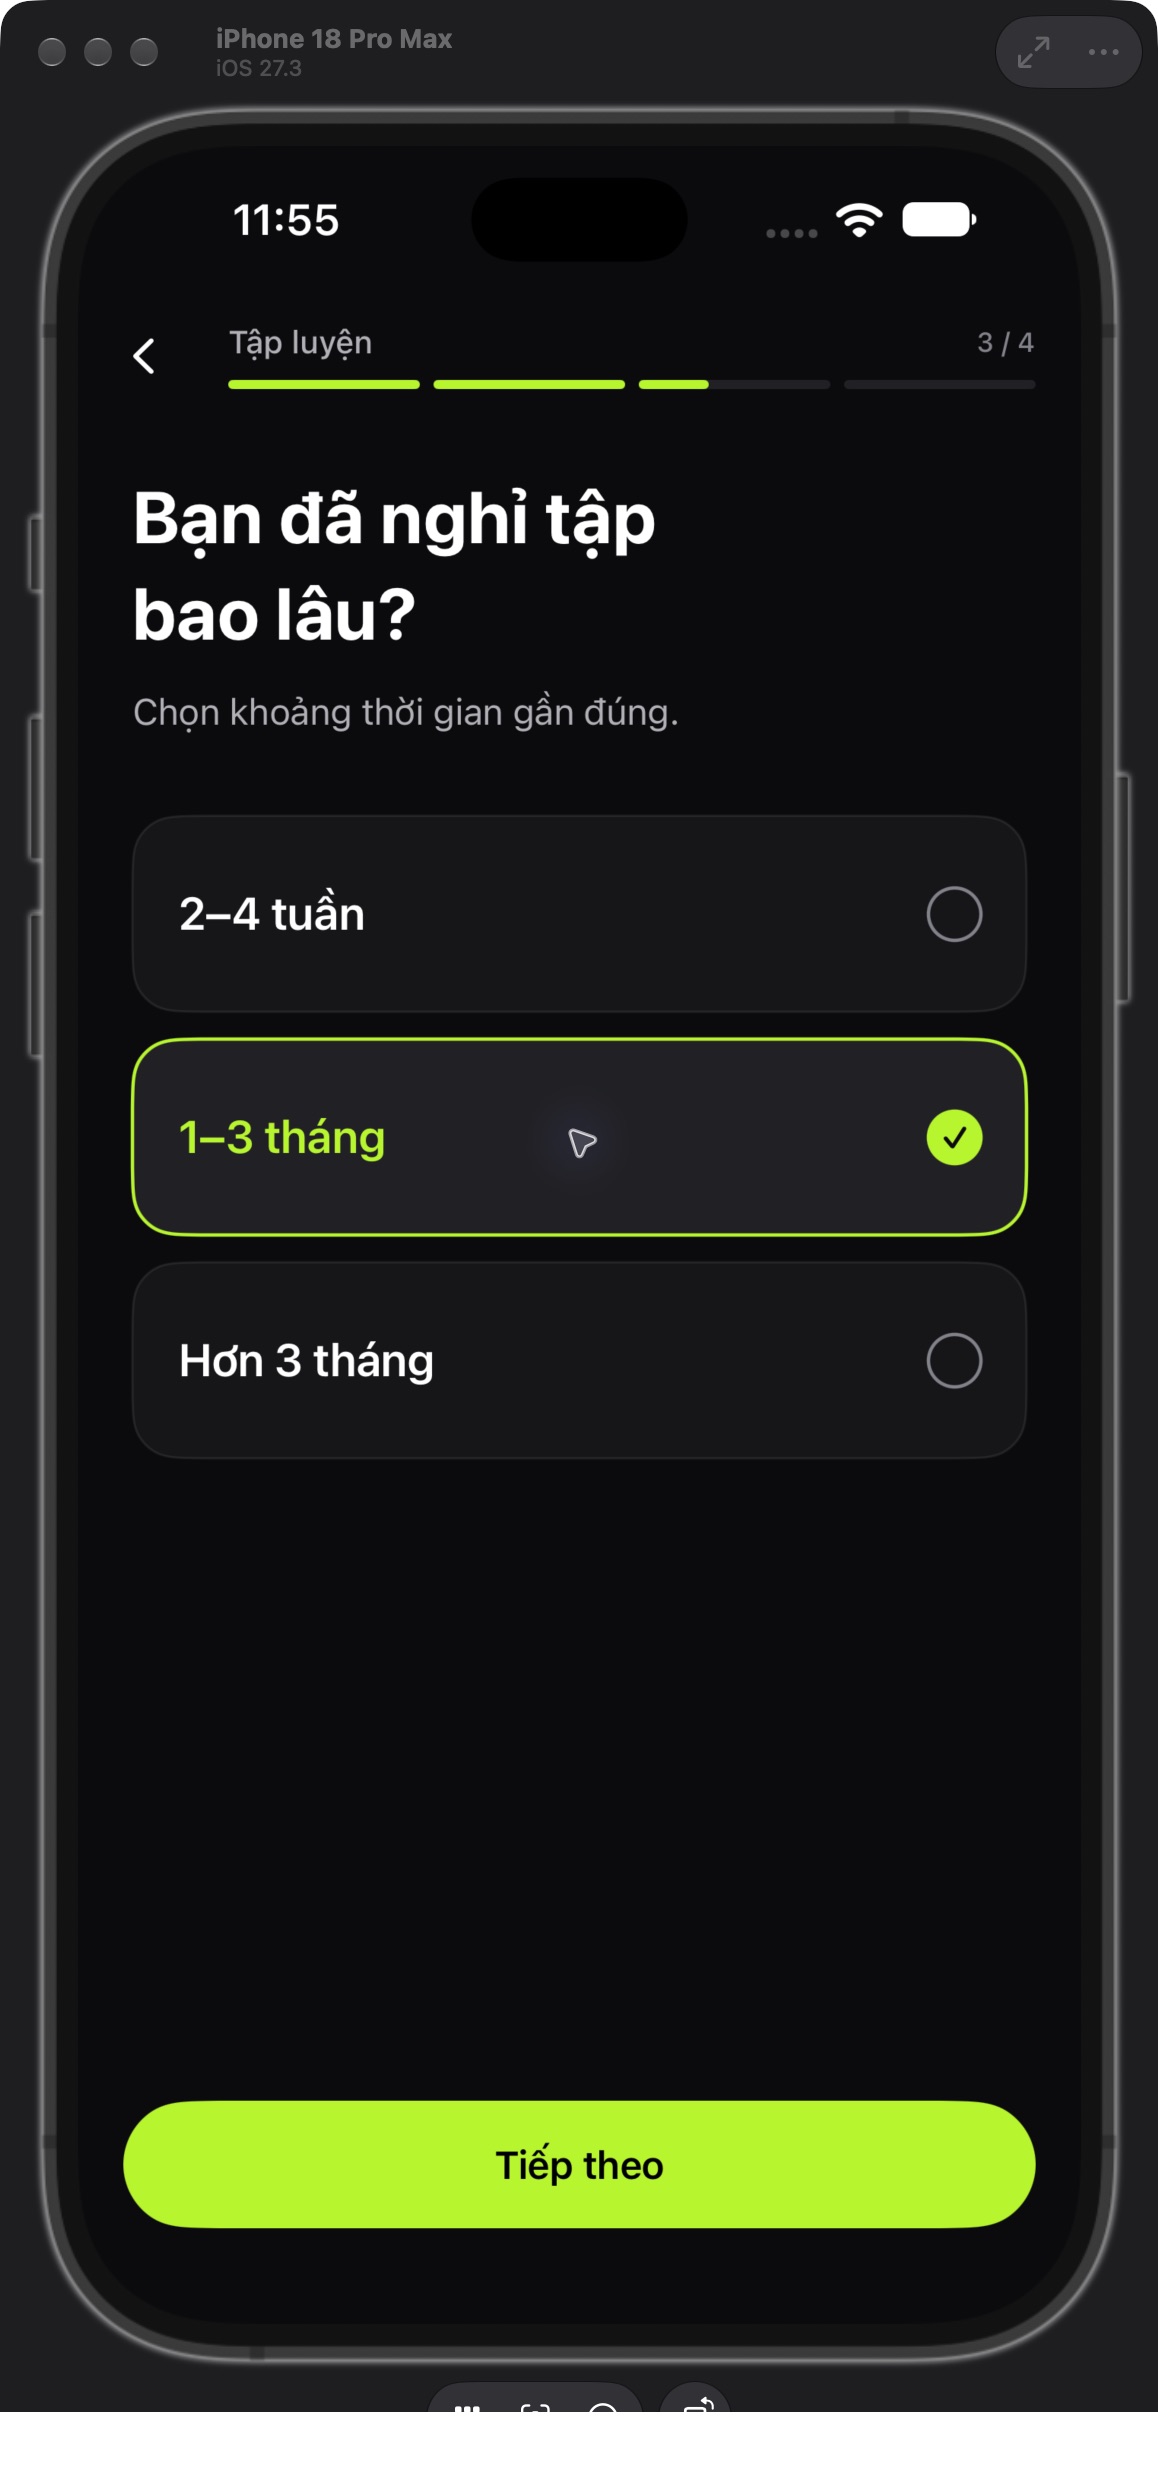 iPhone 18 Pro Max
iOS 27.3
11:55
Tập luyện
3 / 4
Bạn đã nghỉ tập
bao lâu?
Chọn khoảng thời gian gần đúng.
2–4 tuần
1–3 tháng
Hơn 3 tháng
Tiếp theo